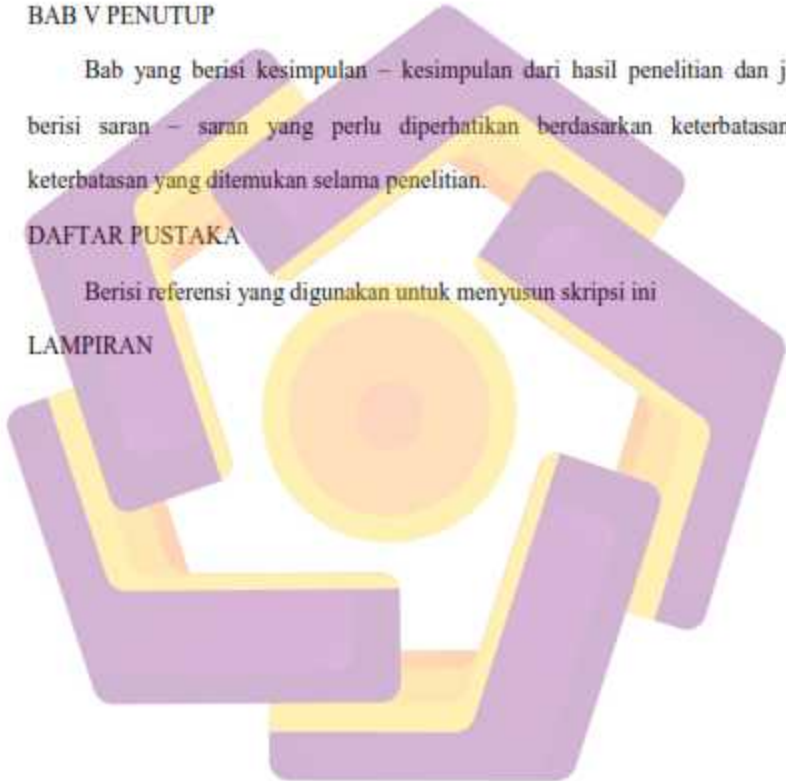 BAB V PENUTUP
Bab yang berisi kesimpulan – kesimpulan dari hasil penelitian dan j
berisi saran – saran yang perlu diperhatikan berdasarkan keterbatasan
keterbatasan yang ditemukan selama penelitian.
DAFTAR PUSTAKA
Berisi referensi yang digunakan untuk menyusun skripsi ini
LAMPIRAN